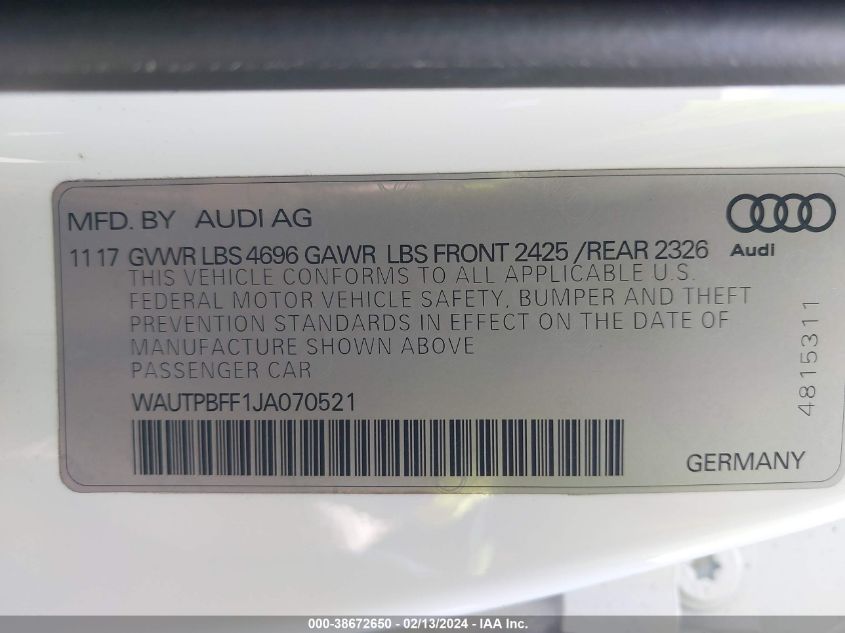 MFD. BY AUDI AG
Audi
11 17 GVWR LBS 4696 GAWR LBS FRONT 2425 /REAR 2326
THIS VEHICLE CONFORMS TO ALL APPLICABLE U.S.
FEDERAL MOTOR VEHICLE SAFETY, BUMPER AND THEFT
PREVENTION STANDARDS IN EFFECT ON THE DATE OF
MANUFACTURE SHOWN ABOVE
PASSENGER CAR
WAUTPBFF1JA070521
4815311
GERMANY
000-38672650 - 02/13/2024 - IAA Inc.